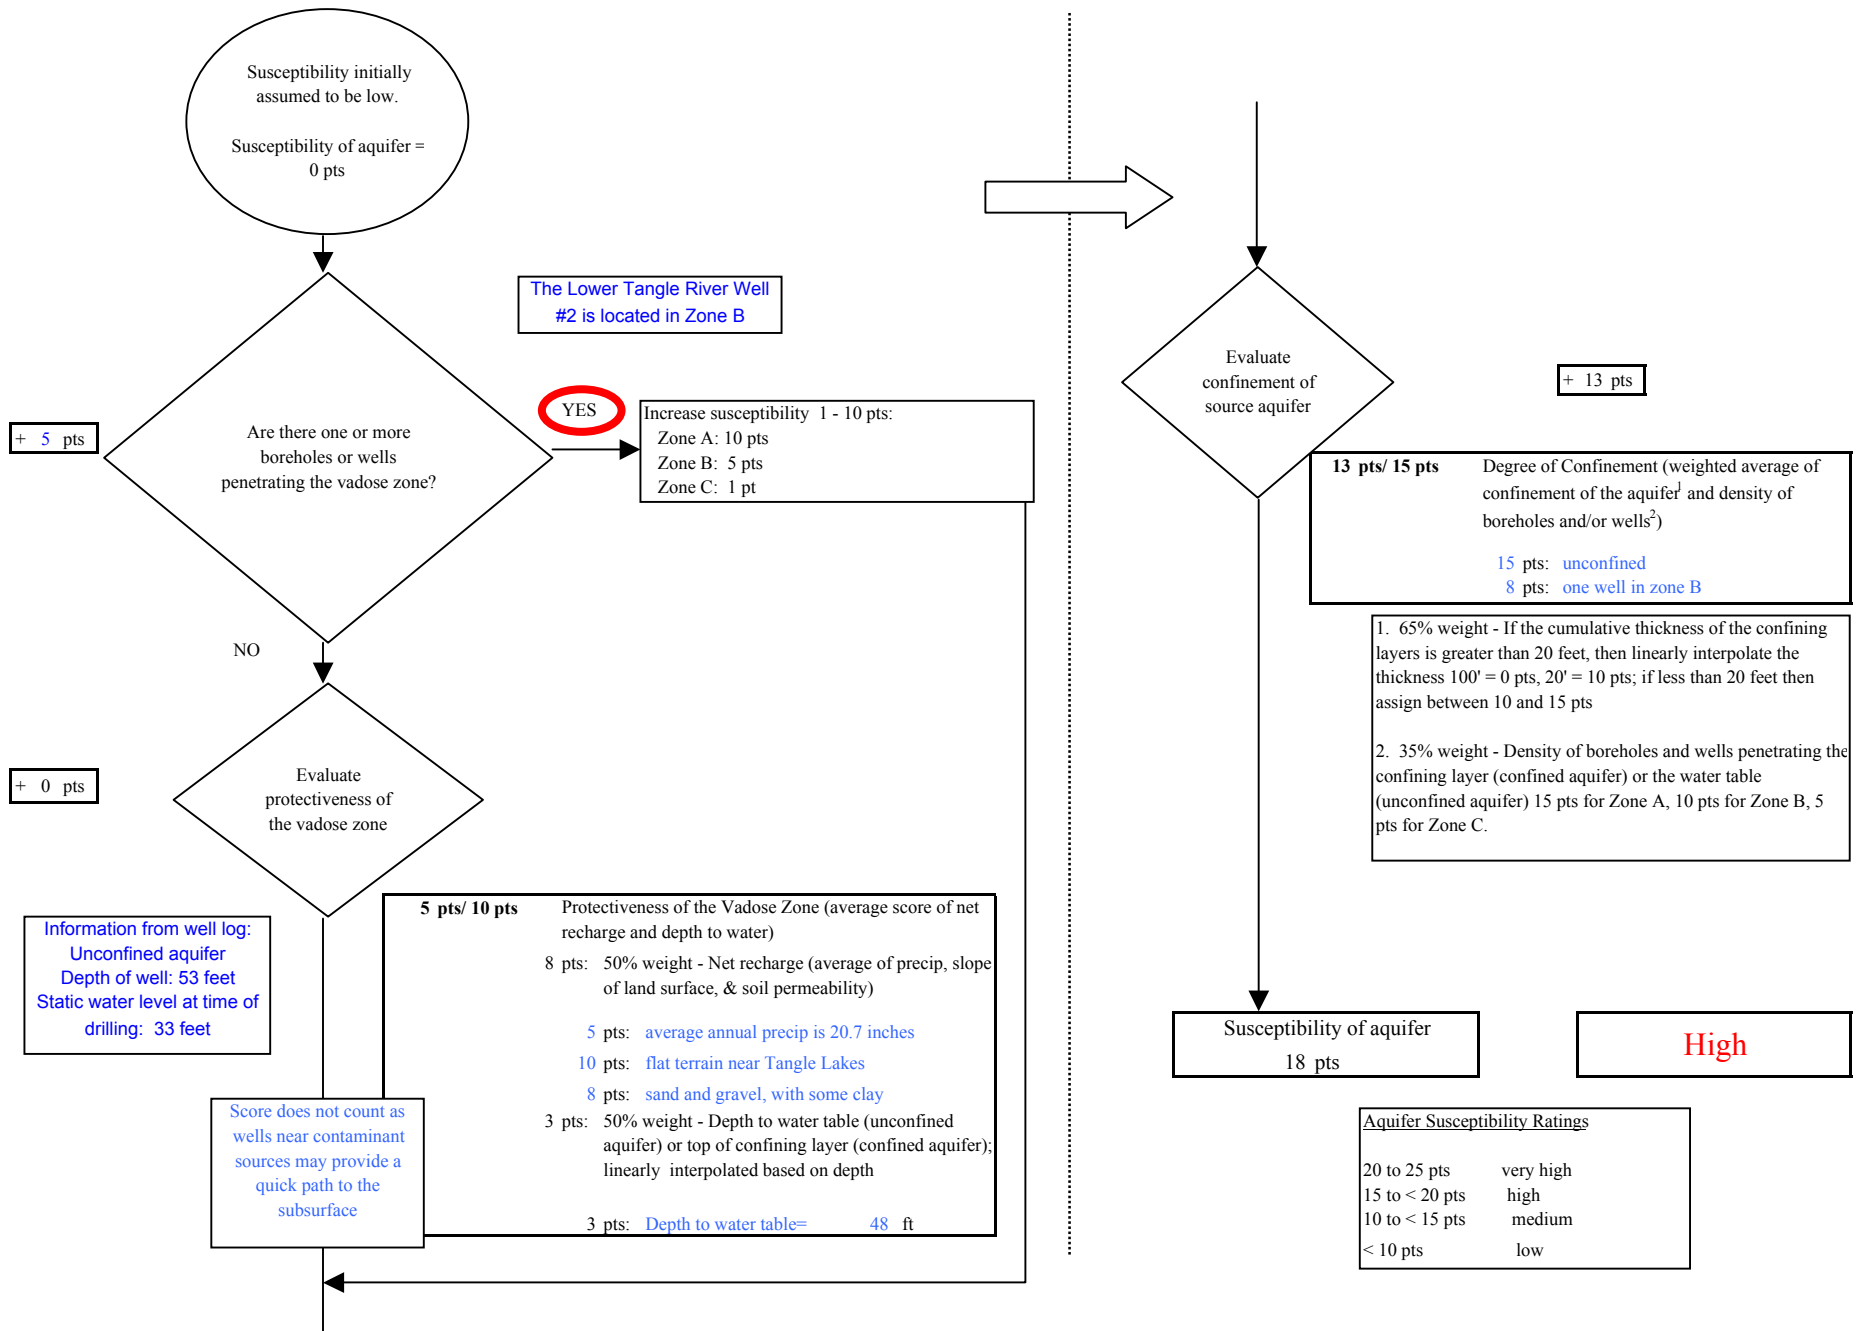 Susceptibility initially
assumed to be low.
Susceptibility of aquifer =
0 pts
The Lower Tangle River Well
#2 is located in Zone B
+ 5 pts
Are there one or more
boreholes or wells
penetrating the vadose zone?
YES
Increase susceptibility 1 - 10 pts:
Zone A: 10 pts
Zone B: 5 pts
Zone C: 1 pt
NO
+ 0 pts
Evaluate
protectiveness of
the vadose zone
Information from well log:
Unconfined aquifer
Depth of well: 53 feet
Static water level at time of
drilling: 33 feet
Score does not count as
wells near contaminant
sources may provide a
quick path to the
subsurface
5 pts/ 10 pts Protectiveness of the Vadose Zone (average score of net
recharge and depth to water)
8 pts: 50% weight - Net recharge (average of precip, slope
of land surface, & soil permeability)
5 pts: average annual precip is 20.7 inches
10 pts: flat terrain near Tangle Lakes
8 pts: sand and gravel, with some clay
3 pts: 50% weight - Depth to water table (unconfined
aquifer) or top of confining layer (confined aquifer);
linearly interpolated based on depth
3 pts: Depth to water table= 48 ft
Evaluate
confinement of
source aquifer
+ 13 pts
13 pts/ 15 pts Degree of Confinement (weighted average of
confinement of the aquifer1 and density of
boreholes and/or wells2)
15 pts: unconfined
8 pts: one well in zone B
1. 65% weight - If the cumulative thickness of the confining
layers is greater than 20 feet, then linearly interpolate the
thickness 100' = 0 pts, 20' = 10 pts; if less than 20 feet then
assign between 10 and 15 pts
2. 35% weight - Density of boreholes and wells penetrating the
confining layer (confined aquifer) or the water table
(unconfined aquifer) 15 pts for Zone A, 10 pts for Zone B, 5
pts for Zone C.
Susceptibility of aquifer
18 pts
High
Aquifer Susceptibility Ratings
20 to 25 pts very high
15 to < 20 pts high
10 to < 15 pts medium
< 10 pts low